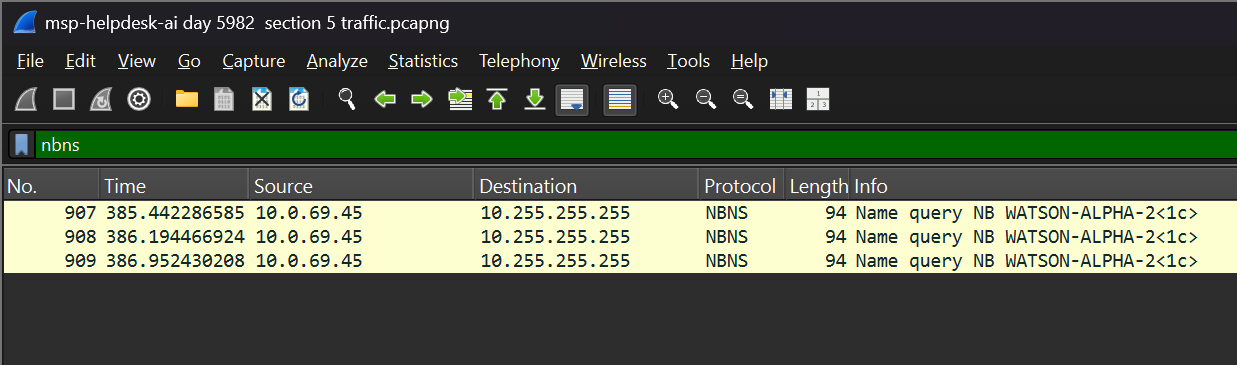 msp-helpdesk-ai day 5982  section 5 traffic.pcapng
File Edit View Go Capture Analyze Statistics Telephony Wireless Tools Help
nbns
No. Time Source Destination Protocol Length Info
907 385.442286585 10.0.69.45 10.255.255.255 NBNS 94 Name query NB WATSON-ALPHA-2<1c>
908 386.194466924 10.0.69.45 10.255.255.255 NBNS 94 Name query NB WATSON-ALPHA-2<1c>
909 386.952430208 10.0.69.45 10.255.255.255 NBNS 94 Name query NB WATSON-ALPHA-2<1c>